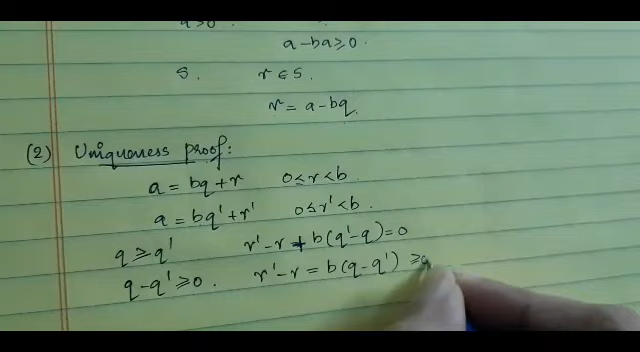 a>0.
a-ba≥0.
S. r∈S.
r = a-bq.
(2) Uniqueness proof:
a = bq+r 0≤r<b
a = bq'+r' 0≤r'<b
q≥q' r'-r+b(q'-q)=0
q-q'≥0. r'-r = b(q-q') ≥